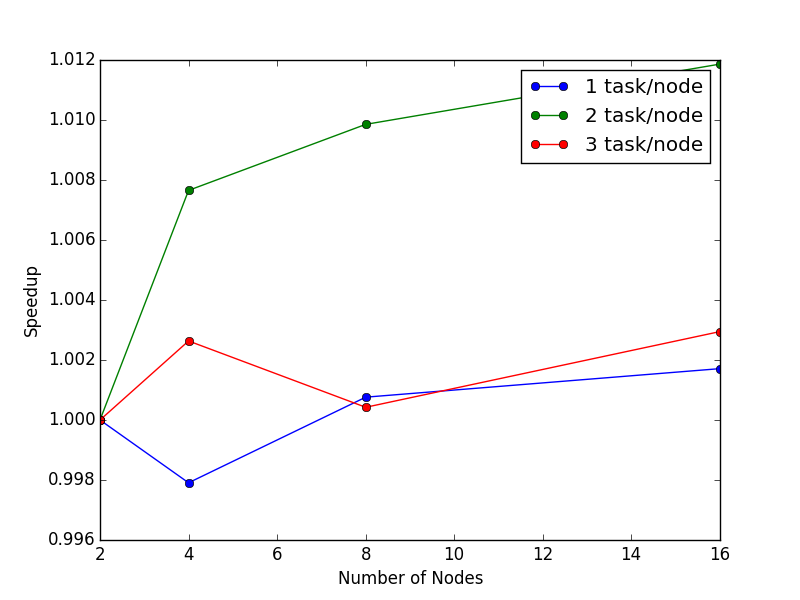 1.012
1.010
1.008
1.006
1.004
1.002
1.000
0.998
0.996
Speedup
1 task/node
2 task/node
3 task/node
2 4 6 8 10 12 14 16
Number of Nodes